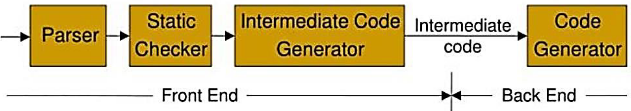 Parser
Static
Checker
Intermediate Code
Generator
Intermediate
code
Code
Generator
Front End
Back End